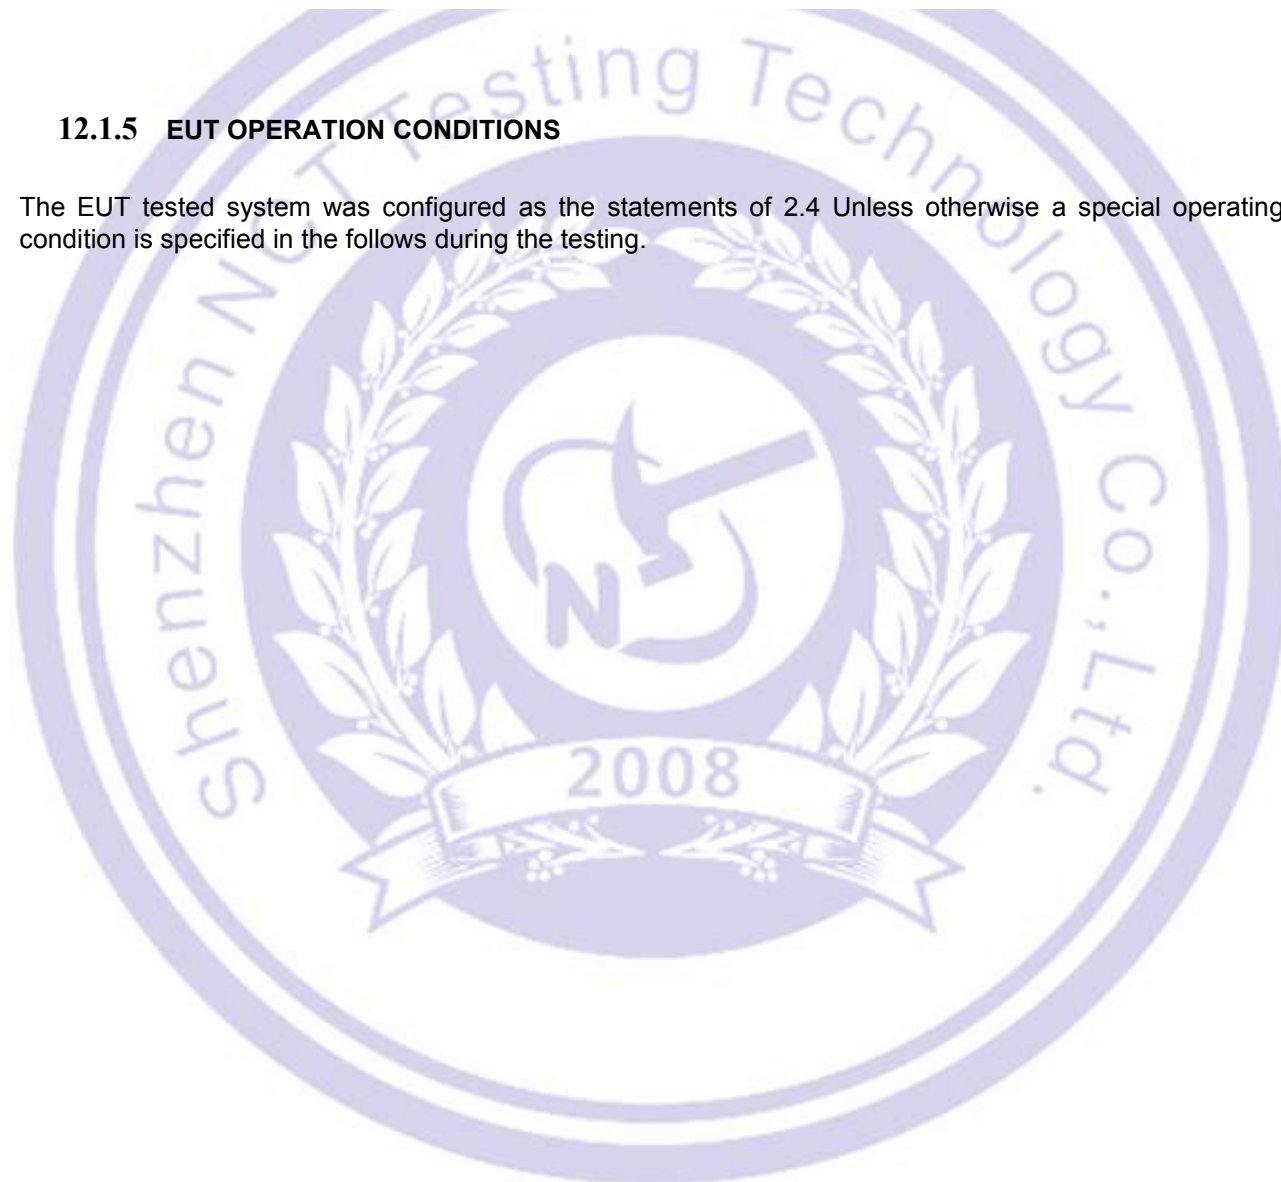 12.1.5 EUT OPERATION CONDITIONS
The EUT tested system was configured as the statements of 2.4 Unless otherwise a special operating
condition is specified in the follows during the testing.
Shenzhen NCT Testing Technology Co.,Ltd.
N
2008